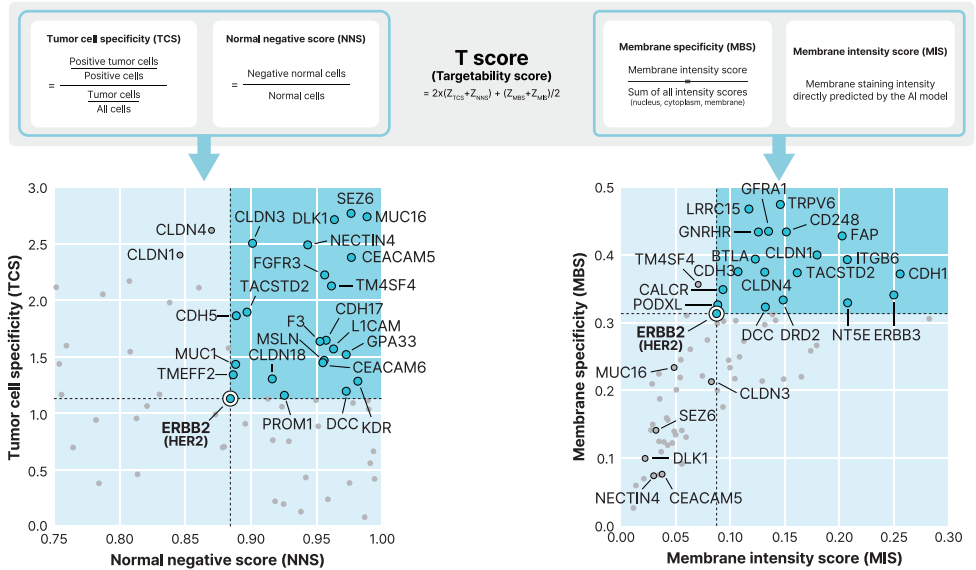 Tumor cell specificity (TCS)
= Positive tumor cells
Positive cells
Tumor cells
All cells
Normal negative score (NNS)
= Negative normal cells
Normal cells
T score
(Targetability score)
= 2x(Z_TCS+Z_NNS) + (Z_MBS+Z_MIS)/2
Membrane specificity (MBS)
Membrane intensity score
=
Sum of all intensity scores
(nucleus, cytoplasm, membrane)
Membrane intensity score (MIS)
Membrane staining intensity
directly predicted by the AI model
Tumor cell specificity (TCS)
3.0
2.5
2.0
1.5
1.0
0.5
0.0
0.75
0.80
0.85
0.90
0.95
1.00
Normal negative score (NNS)
SEZ6
CLDN4
CLDN3
DLK1
MUC16
CLDN1
NECTIN4
CEACAM5
FGFR3
TM4SF4
TACSTD2
CDH5
CDH17
F3
L1CAM
MSLN
GPA33
MUC1
CLDN18
CEACAM6
TMEFF2
ERBB2
(HER2)
PROM1
DCC
KDR
Membrane specificity (MBS)
0.5
0.4
0.3
0.2
0.1
0.0
0.00
0.05
0.10
0.15
0.20
0.25
0.30
Membrane intensity score (MIS)
GFRA1
LRRC15
TRPV6
GNRHR
CD248
FAP
BTLA
CLDN1
ITGB6
TM4SF4
CDH3
TACSTD2
CDH1
CALCR
CLDN4
PODXL
ERBB2
(HER2)
DCC
DRD2
NT5E
ERBB3
MUC16
CLDN3
SEZ6
DLK1
NECTIN4
CEACAM5